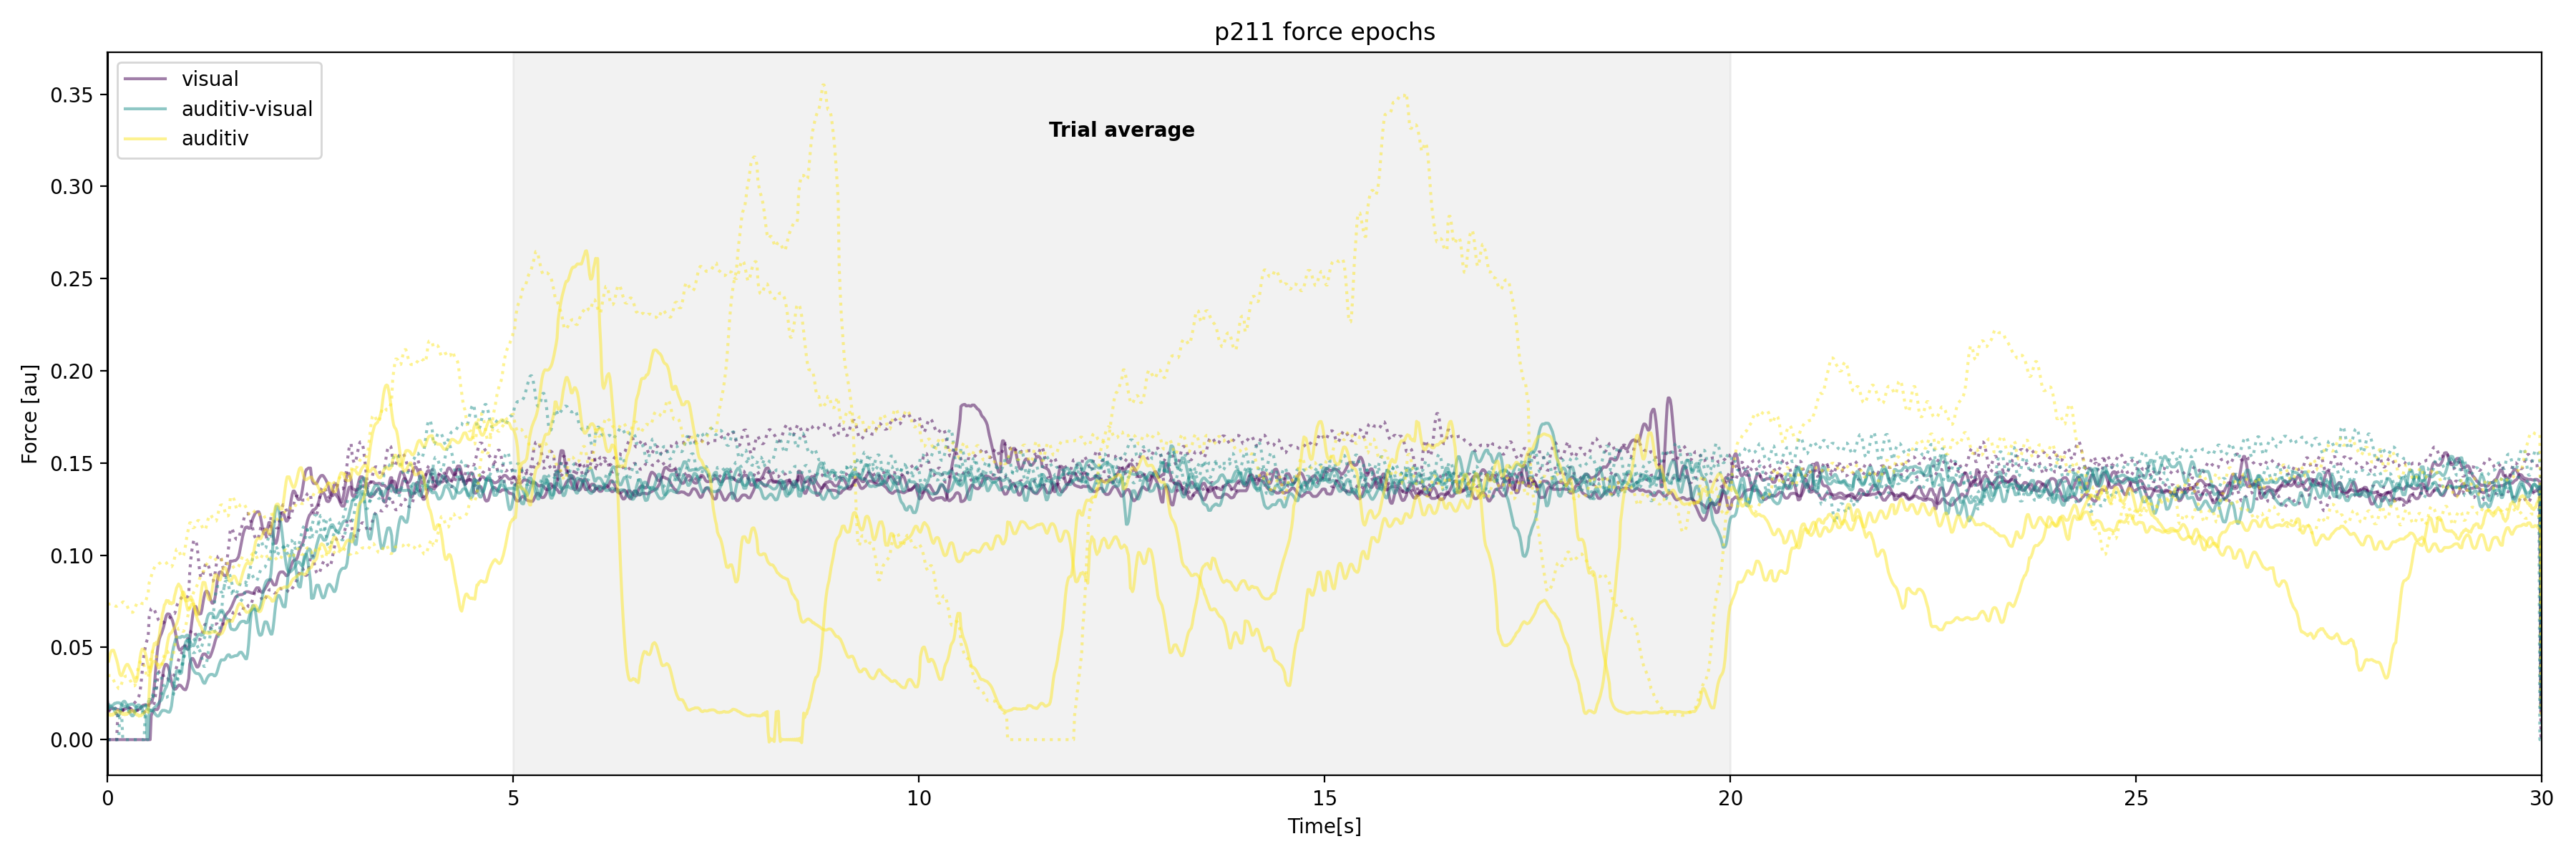 p211 force epochs
visual
auditiv-visual
auditiv
Trial average
0.35
0.30
0.25
0.20
0.15
0.10
0.05
0.00
Force [au]
0 5 10 15 20 25 30
Time[s]